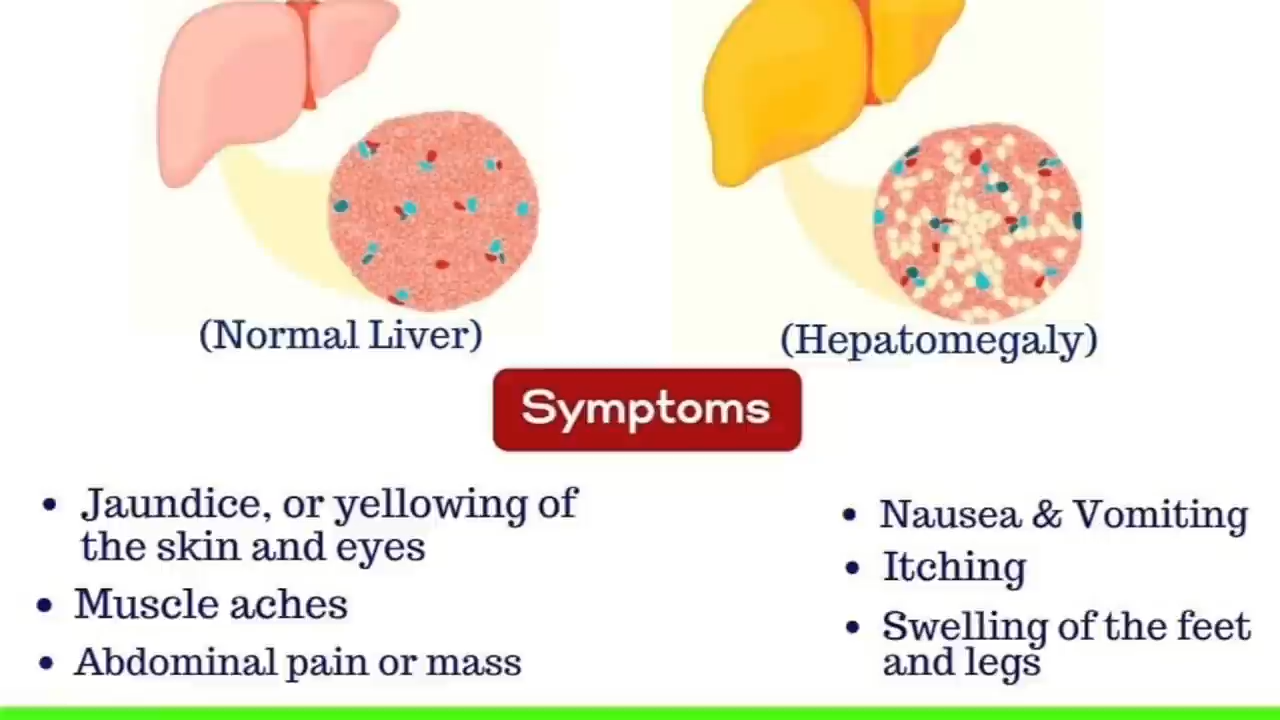 (Normal Liver)
(Hepatomegaly)
Symptoms
• Jaundice, or yellowing of
the skin and eyes
• Muscle aches
• Abdominal pain or mass
• Nausea & Vomiting
• Itching
• Swelling of the feet
and legs